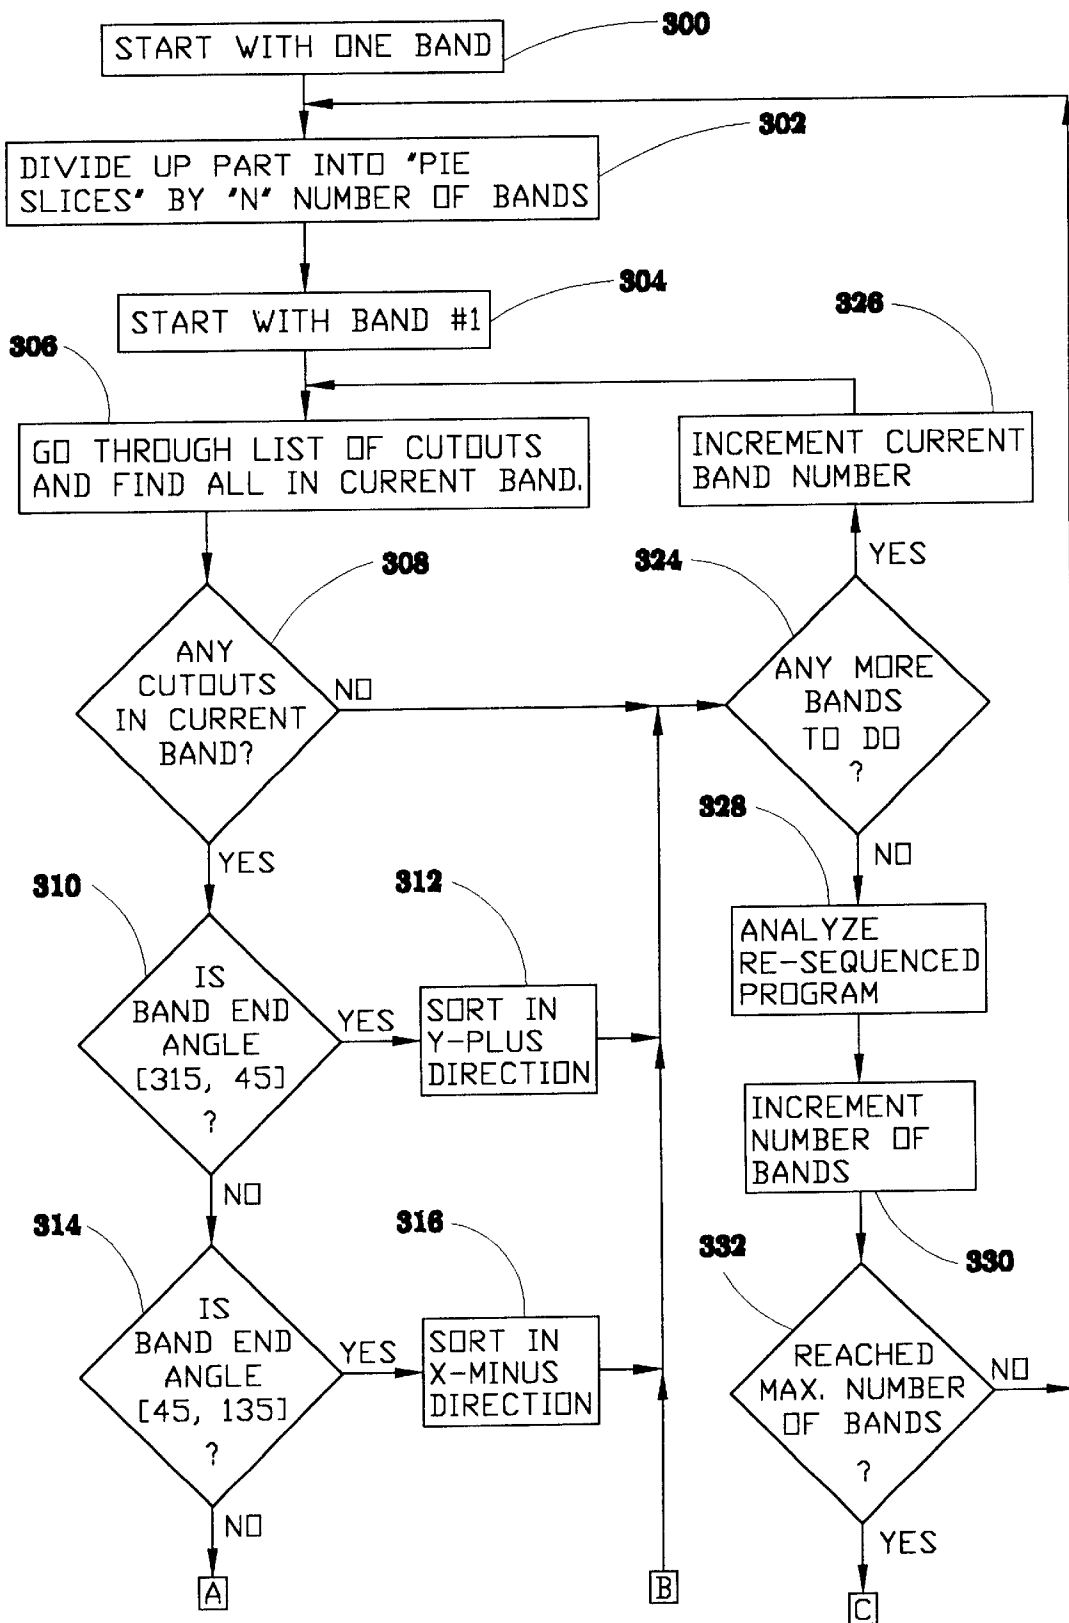 300
START WITH ONE BAND
302
DIVIDE UP PART INTO "PIE
SLICES" BY "N" NUMBER OF BANDS
304
START WITH BAND #1
306
GO THROUGH LIST OF CUTOUTS
AND FIND ALL IN CURRENT BAND.
326
INCREMENT CURRENT
BAND NUMBER
308
ANY
CUTOUTS
IN CURRENT
BAND?
NO
YES
324
YES
ANY MORE
BANDS
TO DO
?
NO
310
IS
BAND END
ANGLE
[315, 45]
?
YES
NO
312
SORT IN
Y-PLUS
DIRECTION
328
ANALYZE
RE-SEQUENCED
PROGRAM
INCREMENT
NUMBER OF
BANDS
330
314
IS
BAND END
ANGLE
[45, 135]
?
YES
NO
316
SORT IN
X-MINUS
DIRECTION
332
REACHED
MAX. NUMBER
OF BANDS
?
NO
YES
A
B
C